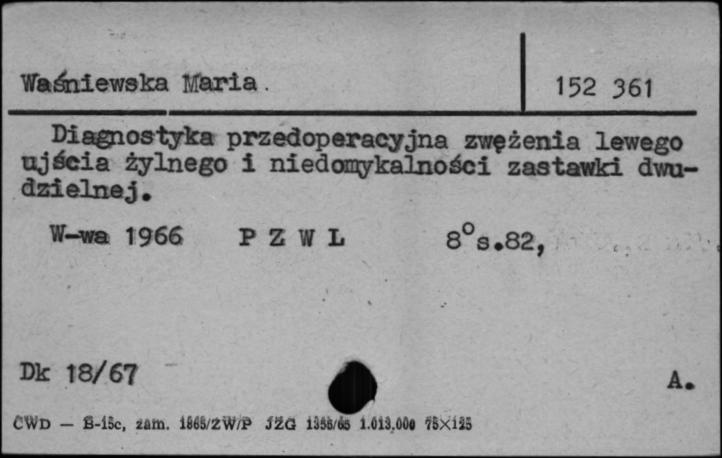 Waśniewska Maria.
152 361
Diagnostyka przedoperacyjna zwężenia lewego
ujścia żylnego i niedomykalności zastawki dwu-
dzielnej.
W-wa 1966 P Z W L 8° s.82,
Dk 18/67
A.
CWD — B-15c, zam. 1865/ZW/P JZG 1355/65 1.013.000 75×125